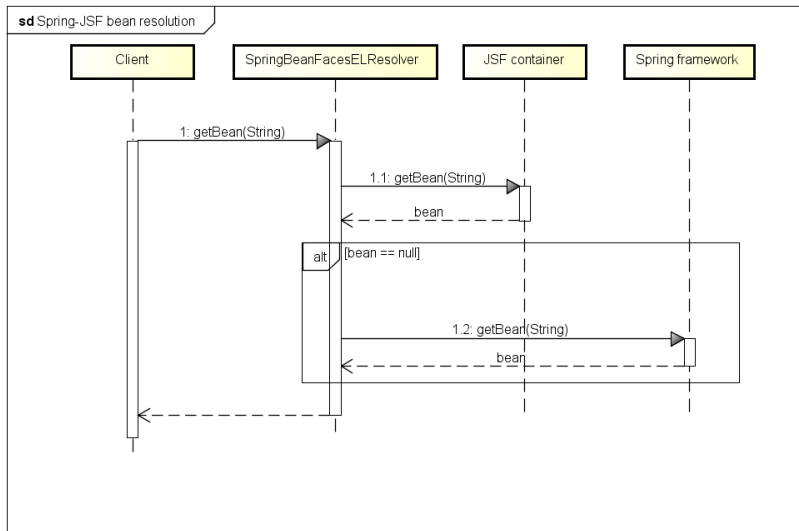 sd Spring-JSF bean resolution
Client
SpringBeanFacesELResolver
JSF container
Spring framework
1: getBean(String)
1.1: getBean(String)
bean
alt
[bean == null]
1.2: getBean(String)
bean